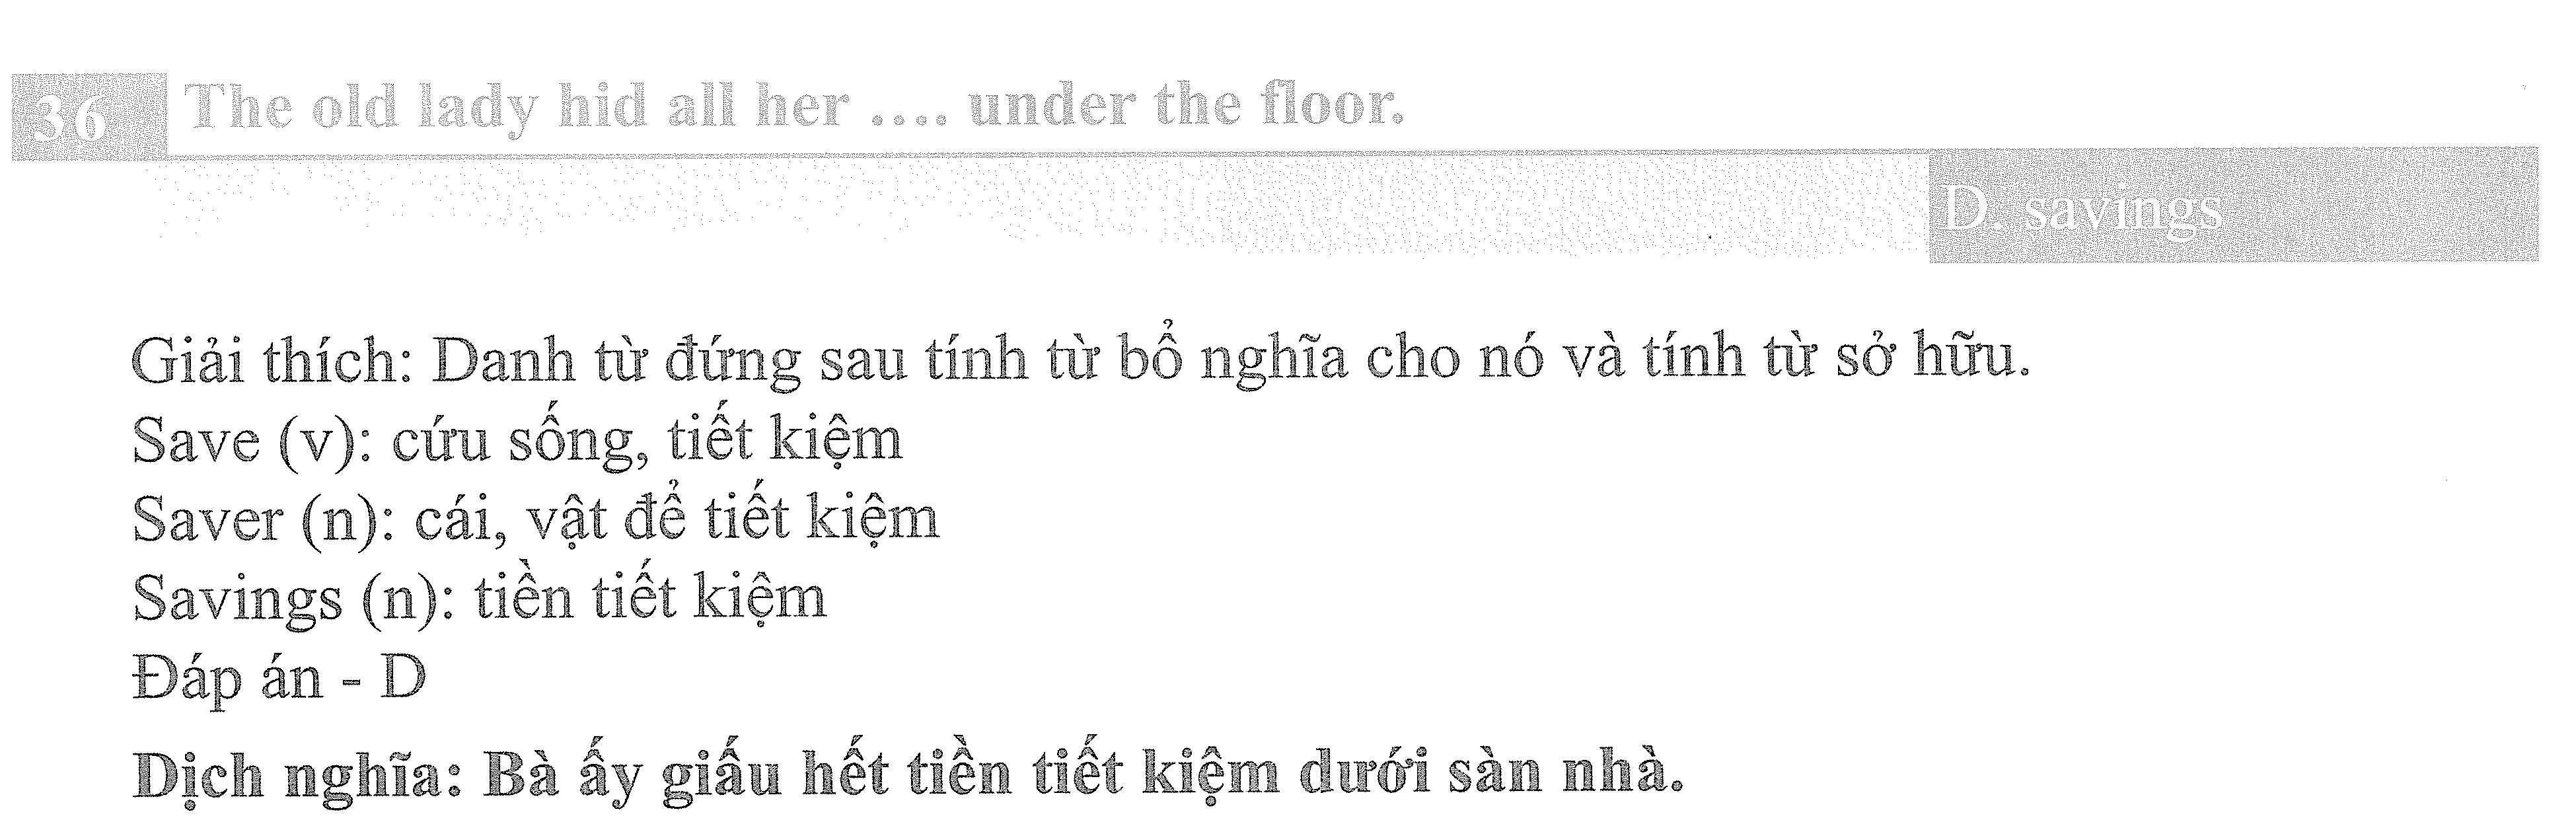 36 The old lady hid all her .... under the floor.
D. savings
Giải thích: Danh từ đứng sau tính từ bổ nghĩa cho nó và tính từ sở hữu.
Save (v): cứu sống, tiết kiệm
Saver (n): cái, vật để tiết kiệm
Savings (n): tiền tiết kiệm
Đáp án - D
Dịch nghĩa: Bà ấy giấu hết tiền tiết kiệm dưới sàn nhà.